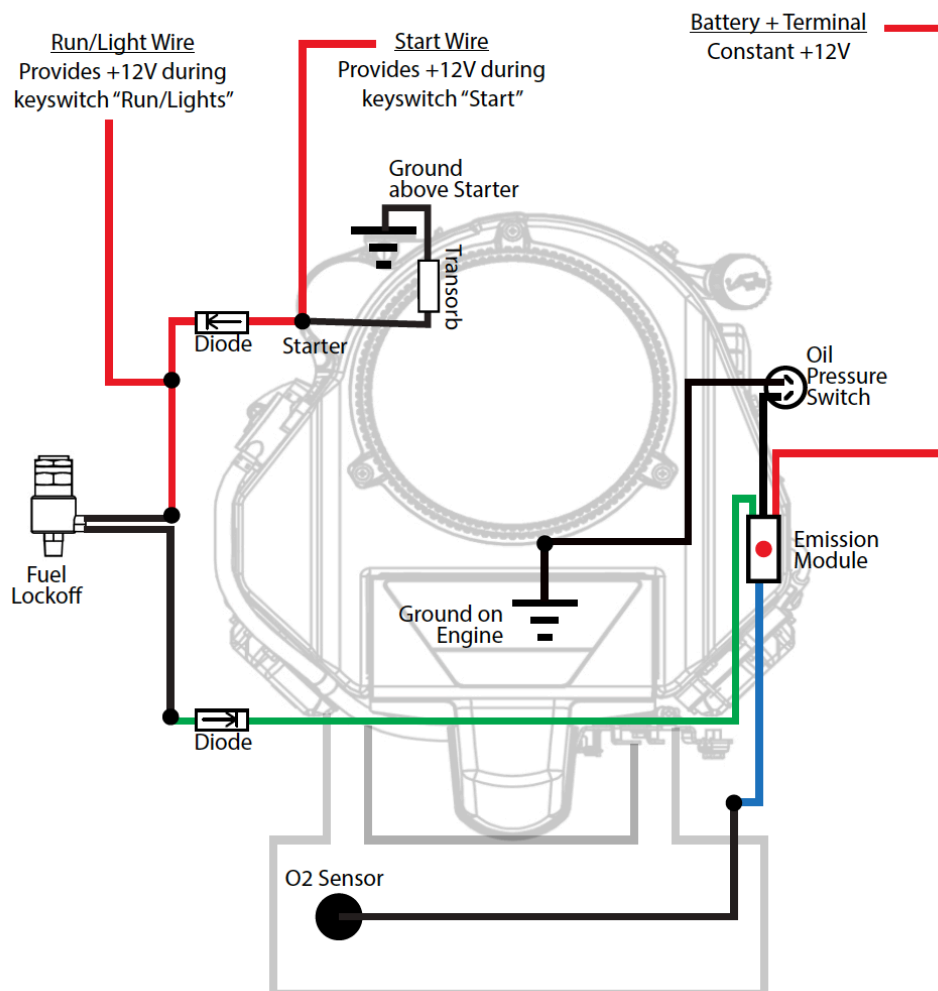 Run/Light Wire
Provides +12V during
keyswitch “Run/Lights”
Start Wire
Provides +12V during
keyswitch “Start”
Battery + Terminal
Constant +12V
Ground
above Starter
Transorb
Diode
Starter
Oil
Pressure
Switch
Fuel
Lockoff
Emission
Module
Ground on
Engine
Diode
O2 Sensor